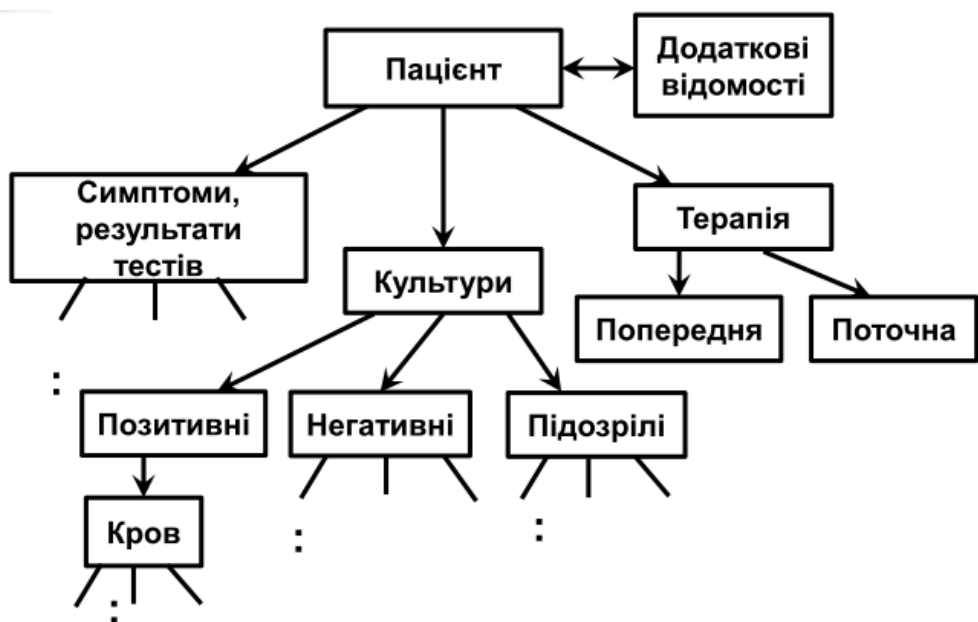 Пацієнт
Додаткові
відомості
Симптоми,
результати
тестів
Культури
Терапія
Попередня
Поточна
Позитивні
Негативні
Підозрілі
Кров
:
:
:
: